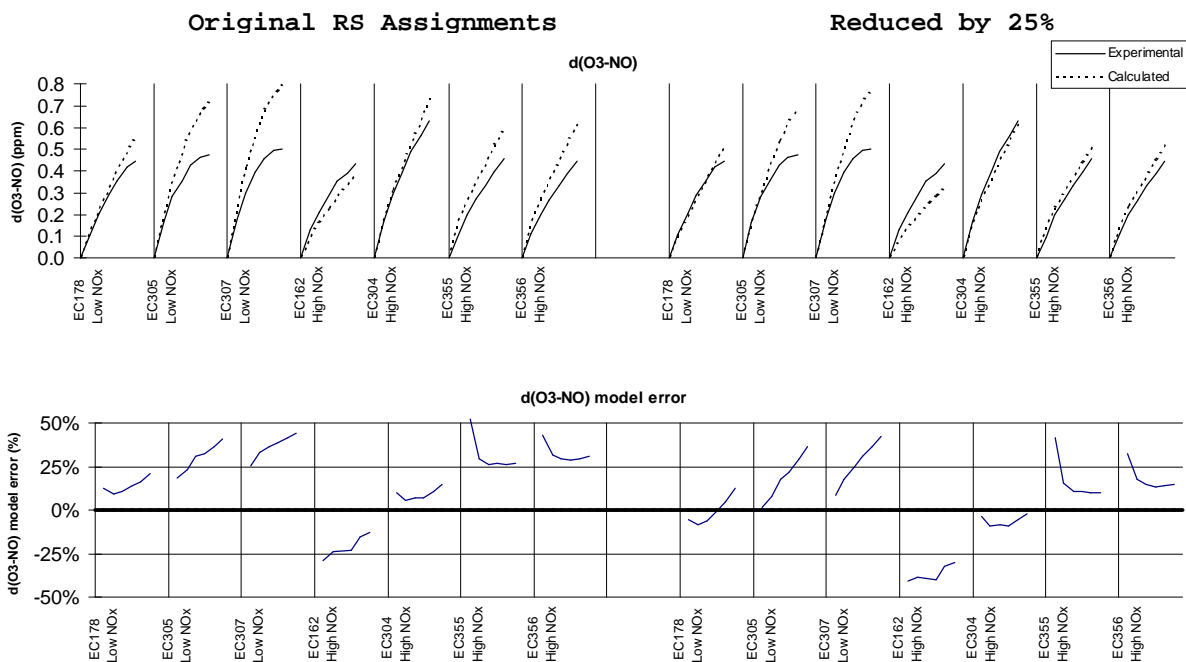 Original RS Assignments
Reduced by 25%
d(O3-NO)
Experimental
Calculated
d(O3-NO) (ppm)
0.8
0.7
0.6
0.5
0.4
0.3
0.2
0.1
0.0
EC178
Low NOx
EC305
Low NOx
EC307
Low NOx
EC162
High NOx
EC304
High NOx
EC355
High NOx
EC356
High NOx
EC178
Low NOx
EC305
Low NOx
EC307
Low NOx
EC162
High NOx
EC304
High NOx
EC355
High NOx
EC356
High NOx
d(O3-NO) model error
d(O3-NO) model error (%)
50%
25%
0%
-25%
-50%
EC178
Low NOx
EC305
Low NOx
EC307
Low NOx
EC162
High NOx
EC304
High NOx
EC355
High NOx
EC356
High NOx
EC178
Low NOx
EC305
Low NOx
EC307
Low NOx
EC162
High NOx
EC304
High NOx
EC355
High NOx
EC356
High NOx